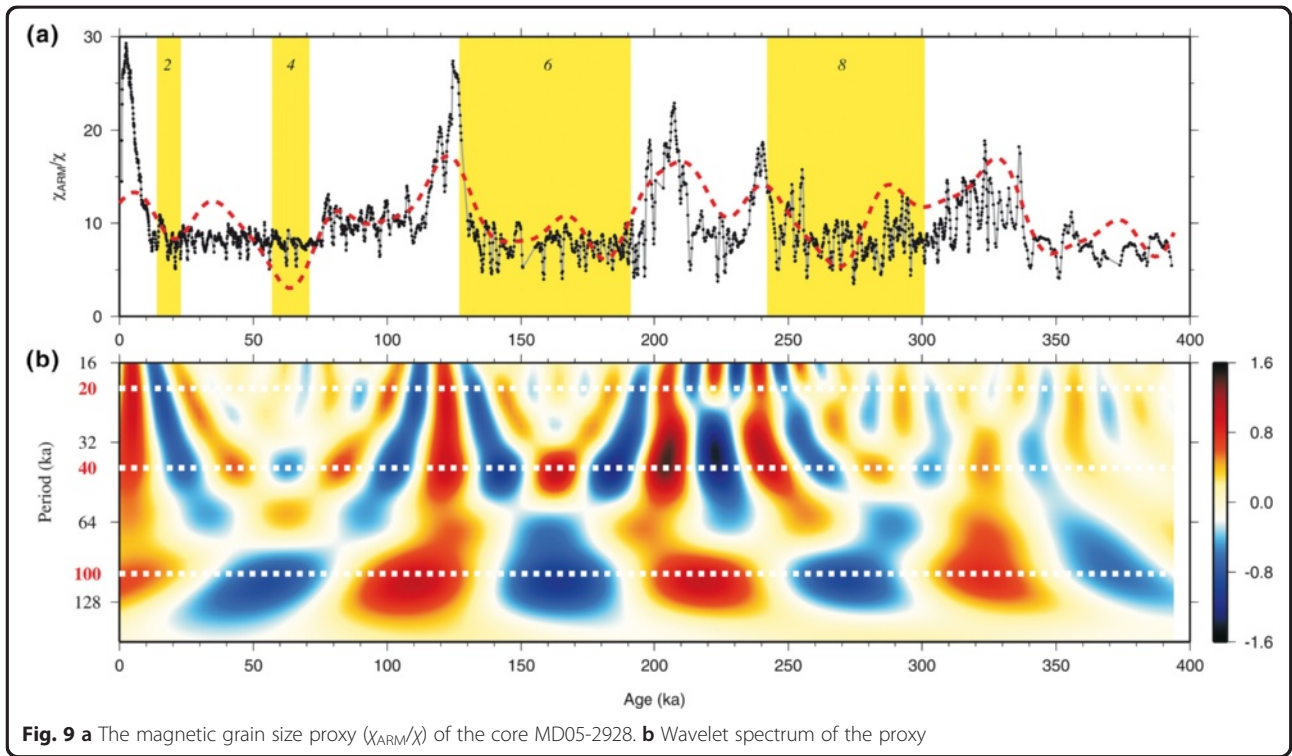 (a)
30
20
10
0
χARM/χ
2
4
6
8
0 50 100 150 200 250 300 350 400
(b)
16
20
32
40
64
100
128
Period (ka)
1.6
0.8
0.0
-0.8
-1.6
0 50 100 150 200 250 300 350 400
Age (ka)
Fig. 9 a The magnetic grain size proxy (χARM/χ) of the core MD05-2928. b Wavelet spectrum of the proxy